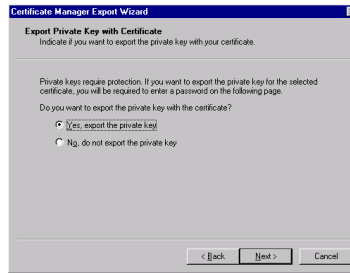 Certificate Manager Export Wizard
Export Private Key with Certificate
Indicate if you want to export the private key with your certificate.
Private keys require protection. If you want to export the private key for the selected
certificate, you will be required to enter a password on the following page.
Do you want to export the private key with the certificate?
Yes, export the private key
No, do not export the private key
< Back
Next >
Cancel